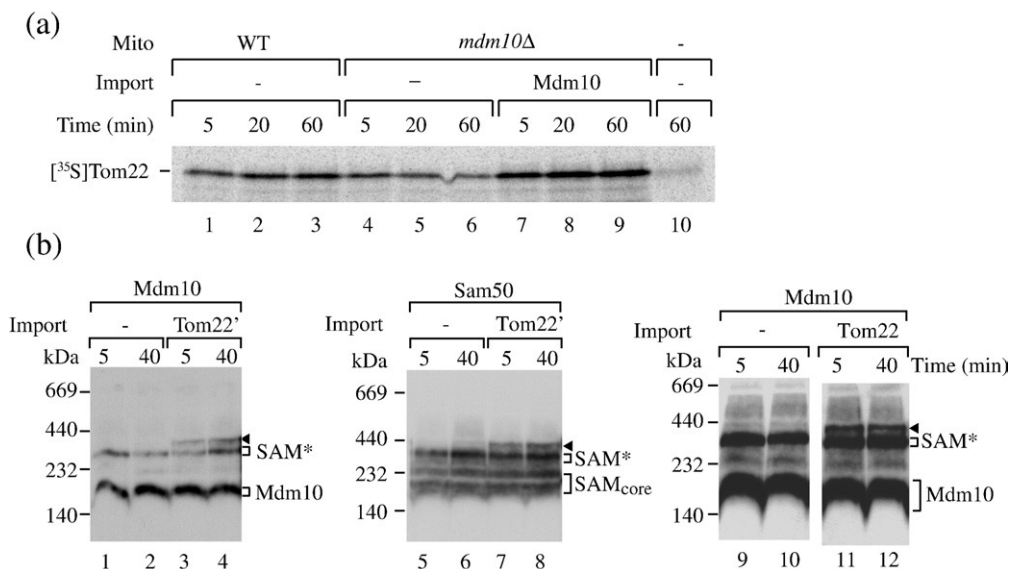 (a)
Mito WT mdm10Δ -
Import - – Mdm10 -
Time (min) 5 20 60 5 20 60 5 20 60 60
[³⁵S]Tom22
1 2 3 4 5 6 7 8 9 10
(b)
Mdm10
Import - Tom22'
kDa 5 40 5 40
669
440
SAM*
232
Mdm10
140
1 2 3 4
Sam50
Import - Tom22'
kDa 5 40 5 40
669
440
SAM*
232
SAMcore
140
5 6 7 8
Mdm10
Import - Tom22
kDa 5 40 5 40 Time (min)
669
440
SAM*
232
Mdm10
140
9 10 11 12